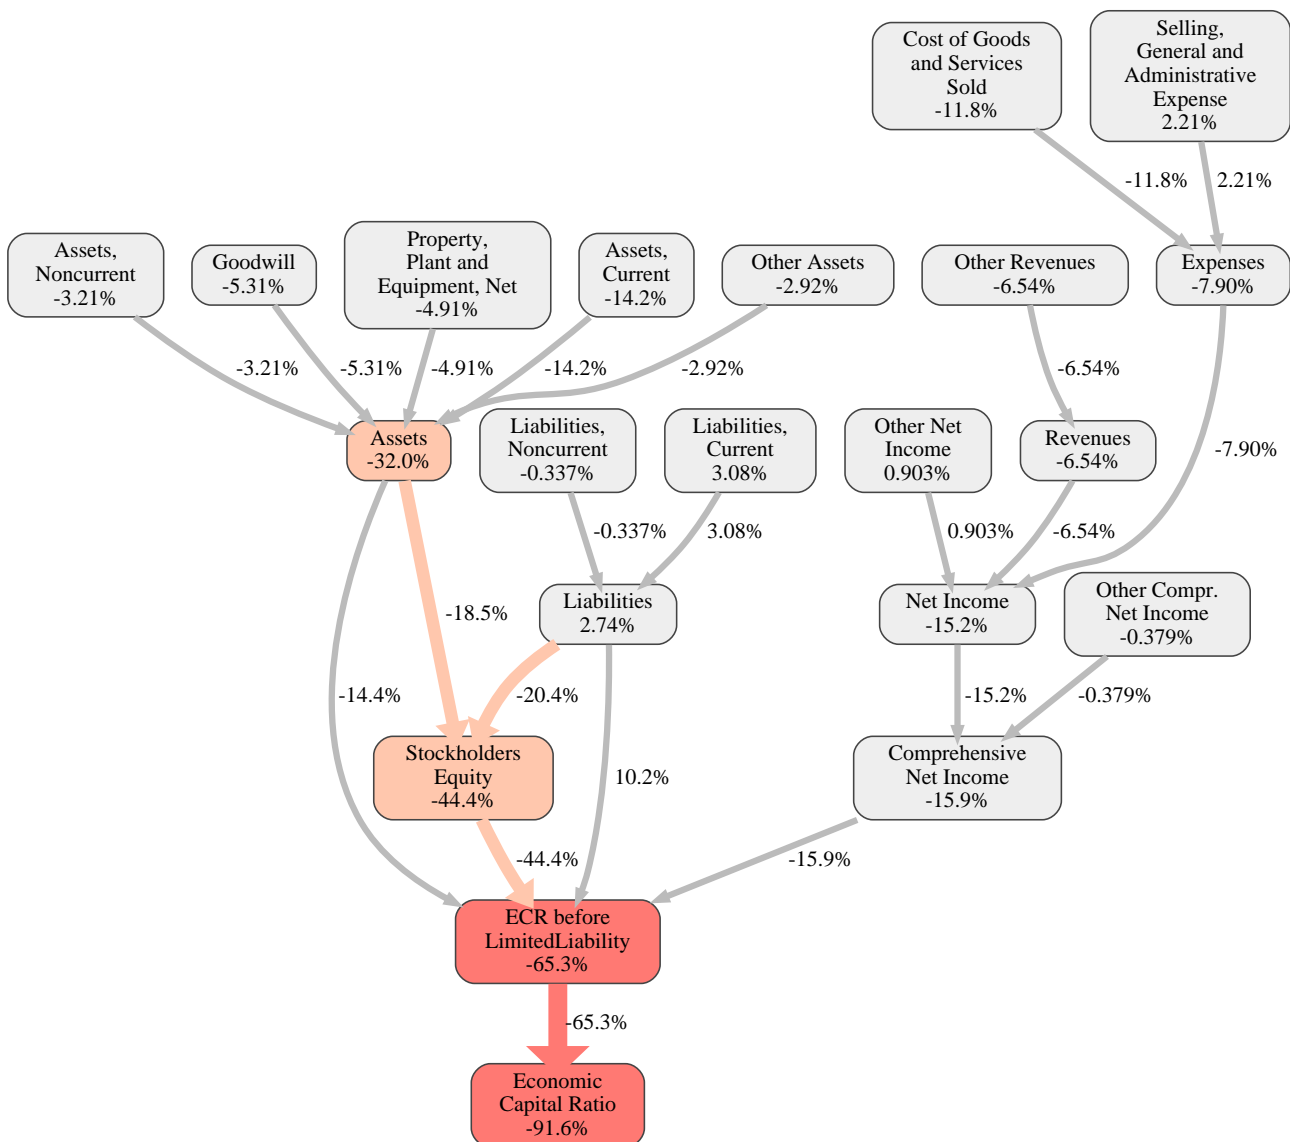 Cost of Goods
and Services
Sold
-11.8%
Selling,
General and
Administrative
Expense
2.21%
-11.8%
2.21%
Assets,
Noncurrent
-3.21%
Goodwill
-5.31%
Property,
Plant and
Equipment, Net
-4.91%
Assets,
Current
-14.2%
Other Assets
-2.92%
Other Revenues
-6.54%
Expenses
-7.90%
-3.21%
-5.31%
-4.91%
-14.2%
-2.92%
-6.54%
Assets
-32.0%
Liabilities,
Noncurrent
-0.337%
Liabilities,
Current
3.08%
Other Net
Income
0.903%
Revenues
-6.54%
-7.90%
-0.337%
3.08%
0.903%
-6.54%
-18.5%
Liabilities
2.74%
Net Income
-15.2%
Other Compr.
Net Income
-0.379%
-14.4%
-20.4%
-15.2%
-0.379%
Stockholders
Equity
-44.4%
10.2%
Comprehensive
Net Income
-15.9%
-44.4%
-15.9%
ECR before
LimitedLiability
-65.3%
-65.3%
Economic
Capital Ratio
-91.6%